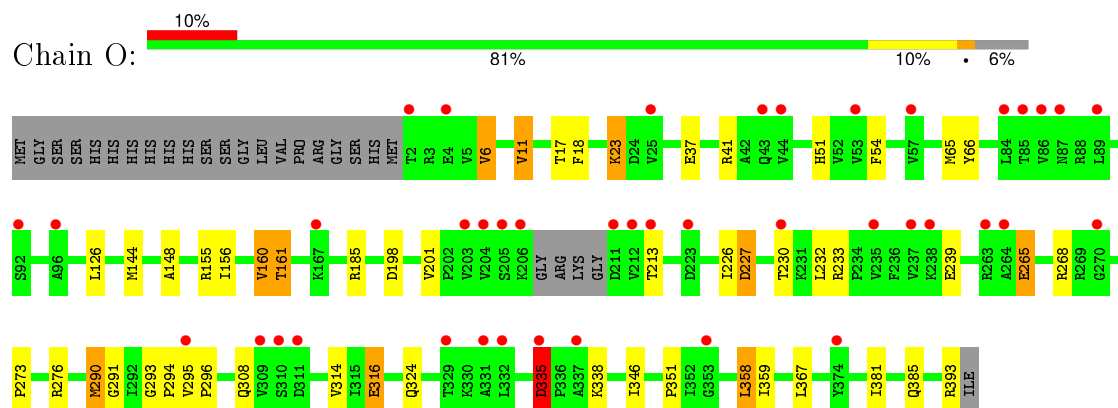 10%
Chain O:
81% 10% • 6%
MET GLY SER SER HIS HIS HIS HIS HIS HIS SER SER GLY LEU VAL PRO ARG GLY SER HIS MET T2 R3 E4 V5 V6 V11 T17 F18 K23 D24 V25 E37 R41 A42 Q43 V44 H51 V52 V53 F54 V57 M65 Y66 L84 T85 V86 N87 R88 L89
S92 A96 L126 M144 A148 R155 I156 V160 T161 K167 R185 D198 V201 P202 V203 V204 S205 K206 GLY ARG LYS GLY D211 V212 T213 D223 I226 D227 T230 K231 L232 R233 P234 V235 F236 V237 K238 E239 R263 A264 E265 R268 R269 G270
P273 R276 M290 G291 I292 G293 P294 V295 P296 Q308 V309 S310 D311 V314 I315 E316 Q324 T329 K330 A331 L332 D335 P336 A337 K338 I346 P351 I352 G353 L358 I359 L367 Y374 I381 Q385 R393 ILE